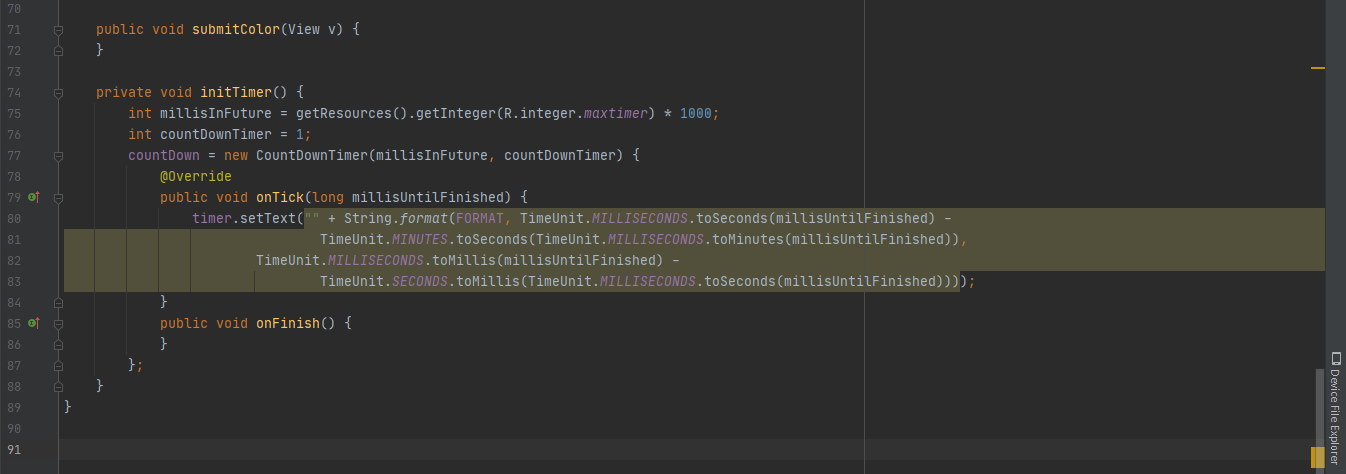 70
71 public void submitColor(View v) {
72 }
73
74 private void initTimer() {
75 int millisInFuture = getResources().getInteger(R.integer.maxtimer) * 1000;
76 int countDownTimer = 1;
77 countDown = new CountDownTimer(millisInFuture, countDownTimer) {
78 @Override
79 public void onTick(long millisUntilFinished) {
80 timer.setText("" + String.format(FORMAT, TimeUnit.MILLISECONDS.toSeconds(millisUntilFinished) -
81 TimeUnit.MINUTES.toSeconds(TimeUnit.MILLISECONDS.toMinutes(millisUntilFinished)),
82 TimeUnit.MILLISECONDS.toMillis(millisUntilFinished) -
83 TimeUnit.SECONDS.toMillis(TimeUnit.MILLISECONDS.toSeconds(millisUntilFinished))));
84 }
85 public void onFinish() {
86 }
87 };
88 }
89 }
90
91
Device File Explorer